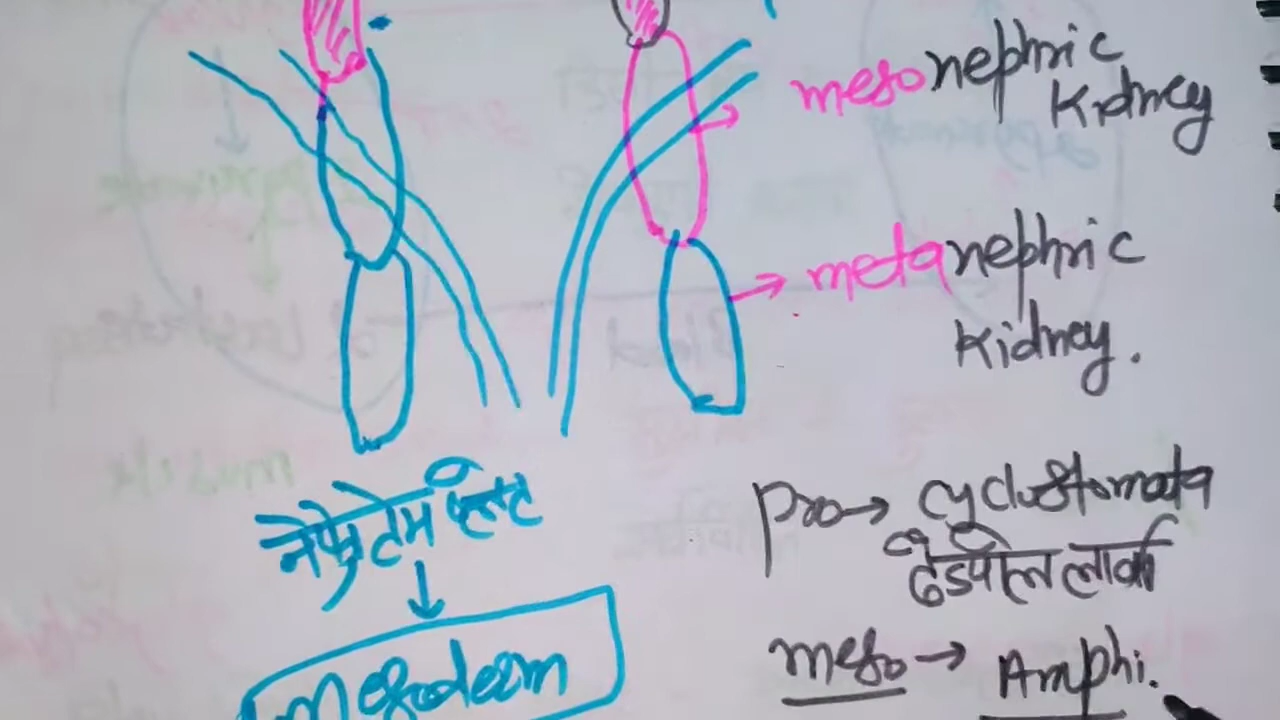 mesonephric
Kidney
metanephric
Kidney.
नेफ्रोटेम प्लेट
↓
mesoderm
pro → cyclostomata
टेडपोल लार्वा
meso → Amphi.